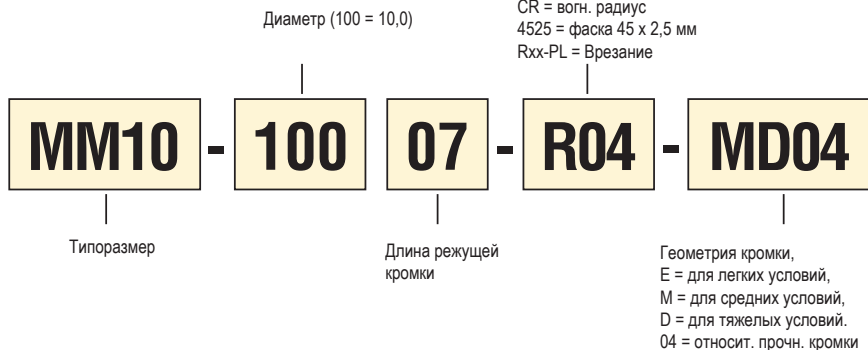 CR = вогн. радиус
Диаметр (100 = 10,0)
4525 = фаска 45 x 2,5 мм
Rxx-PL = Врезание
MM10 - 100 07 - R04 - MD04
Типоразмер
Длина режущей
кромки
Геометрия кромки,
E = для легких условий,
M = для средних условий,
D = для тяжелых условий.
04 = относит. прочн. кромки